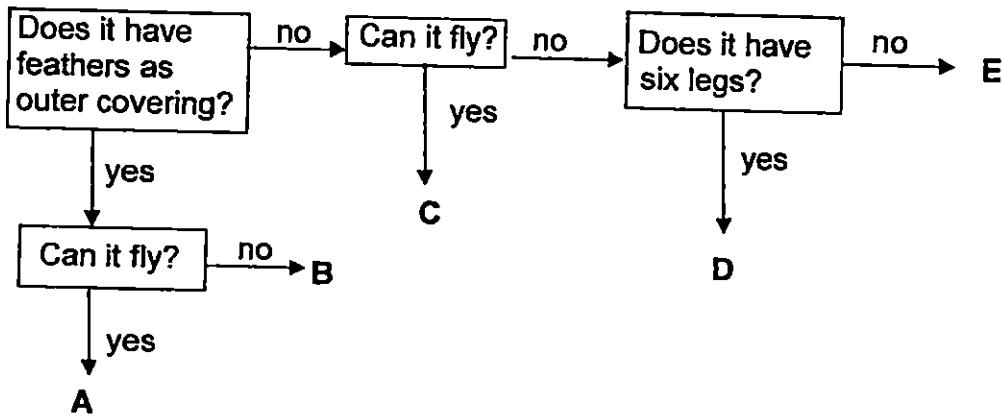 Does it have
feathers as
outer covering?
no
Can it fly?
no
Does it have
six legs?
no
E
yes
C
yes
D
yes
Can it fly?
no
B
yes
A